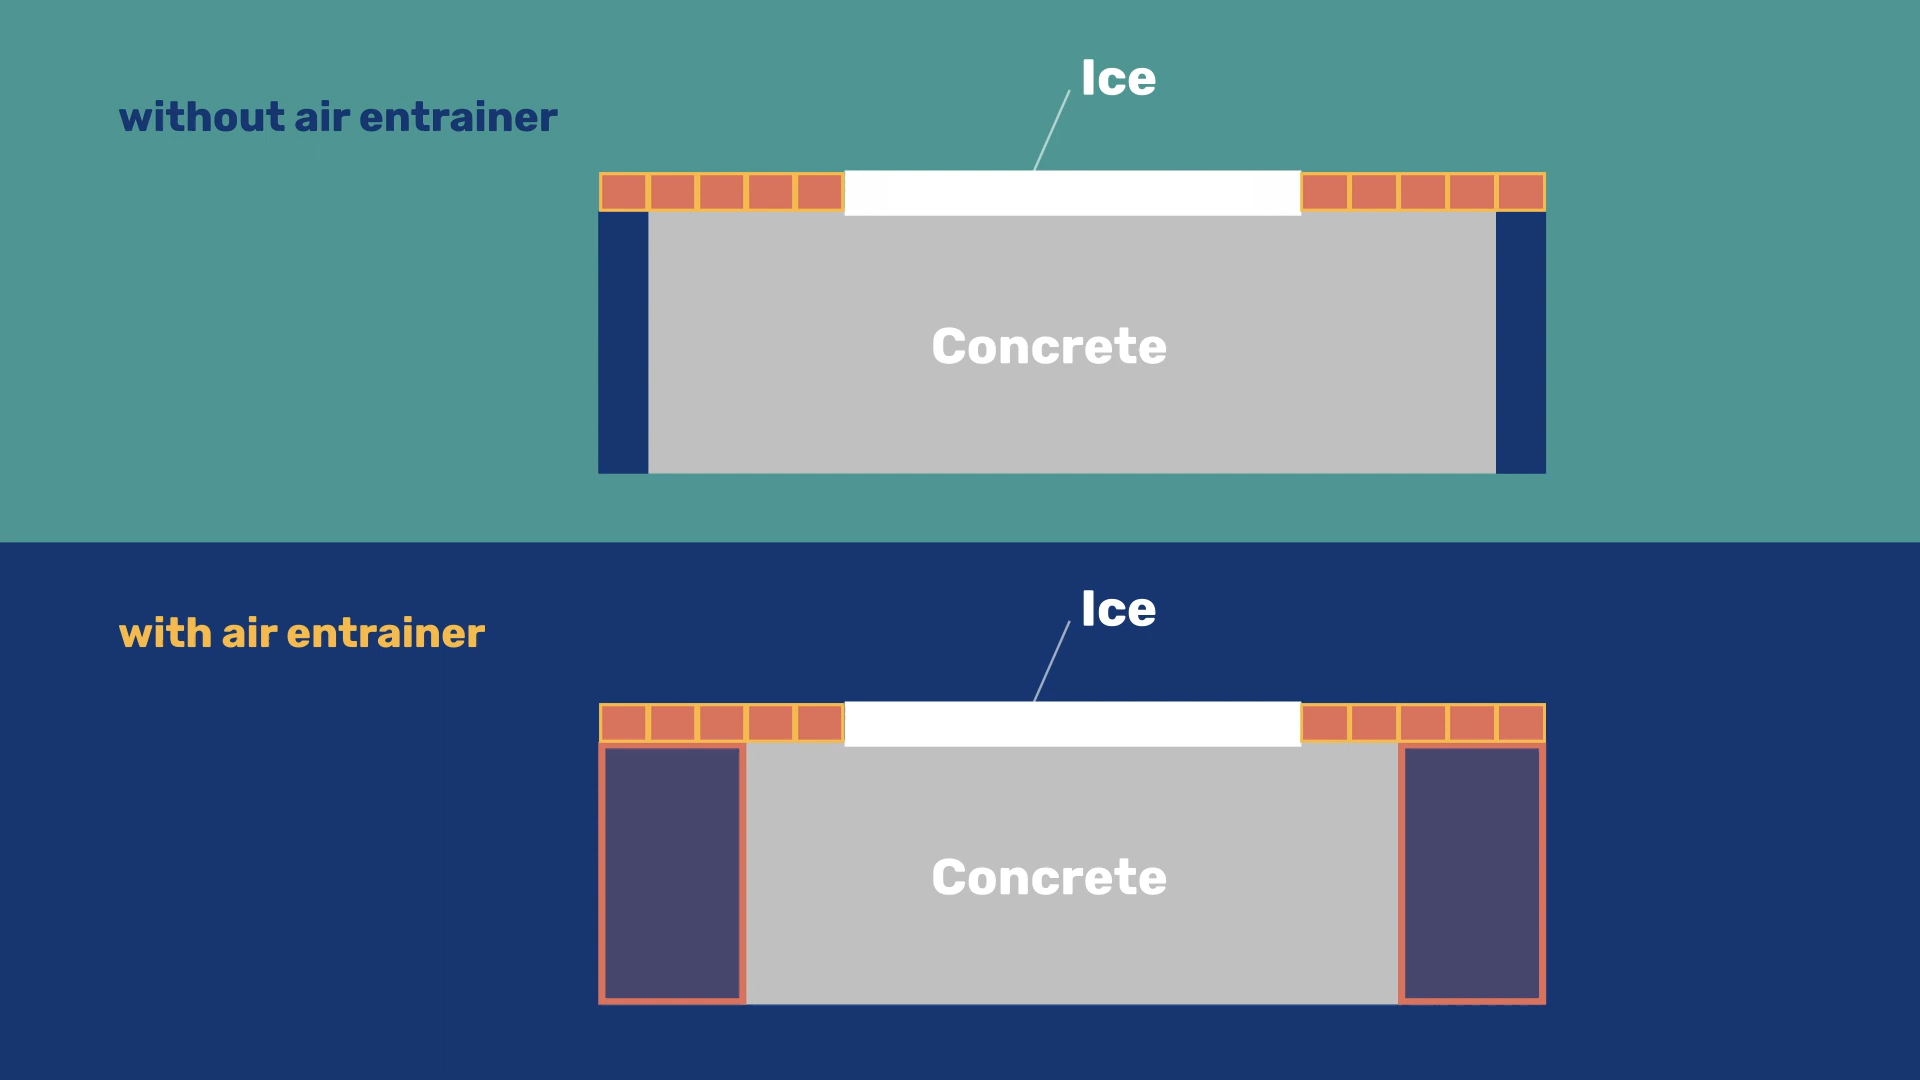 without air entrainer
Ice
Concrete
with air entrainer
Ice
Concrete